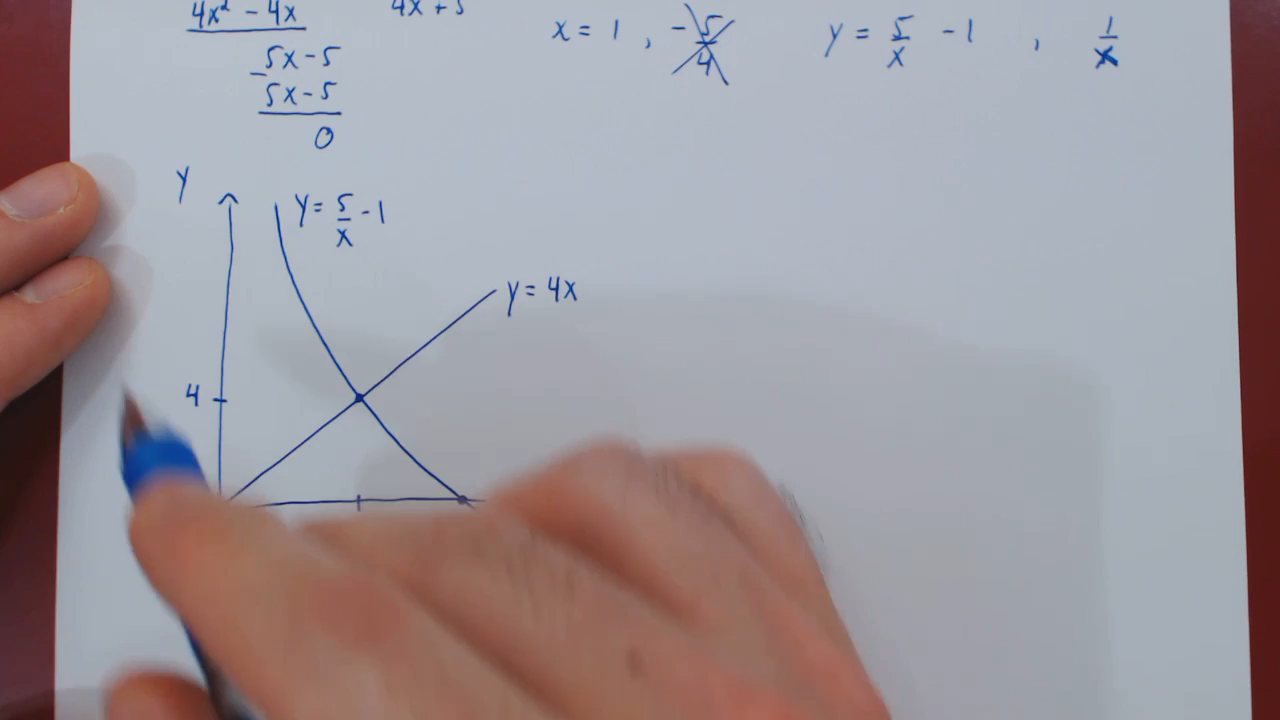 4x² - 4x
4x + 5
5x - 5
- 5x - 5
0
x = 1 , - 5/4
y = 5/x - 1 , 1/x
y
y = 5/x - 1
y = 4x
4